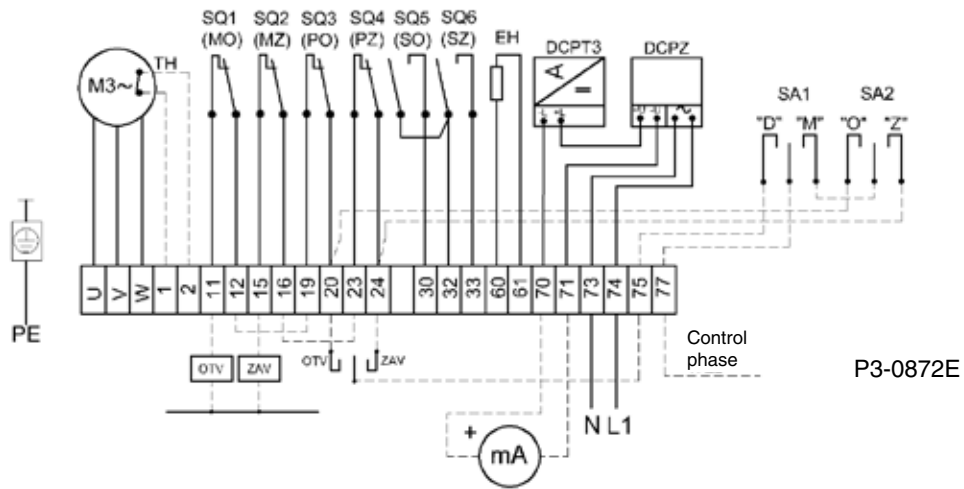 SQ1 SQ2 SQ3 SQ4 SQ5 SQ6
(MO) (MZ) (PO) (PZ) (SO) (SZ) EH
DCPT3 DCPZ
TH
M3~
A
=
SA1 SA2
"D" "M" "O" "Z"
U V W 1 2 11 12 15 16 19 20 23 24 30 32 33 60 61 70 71 73 74 75 77
PE
OTV ZAV
OTV ZAV
Control
phase
P3-0872E
N L1
+
mA